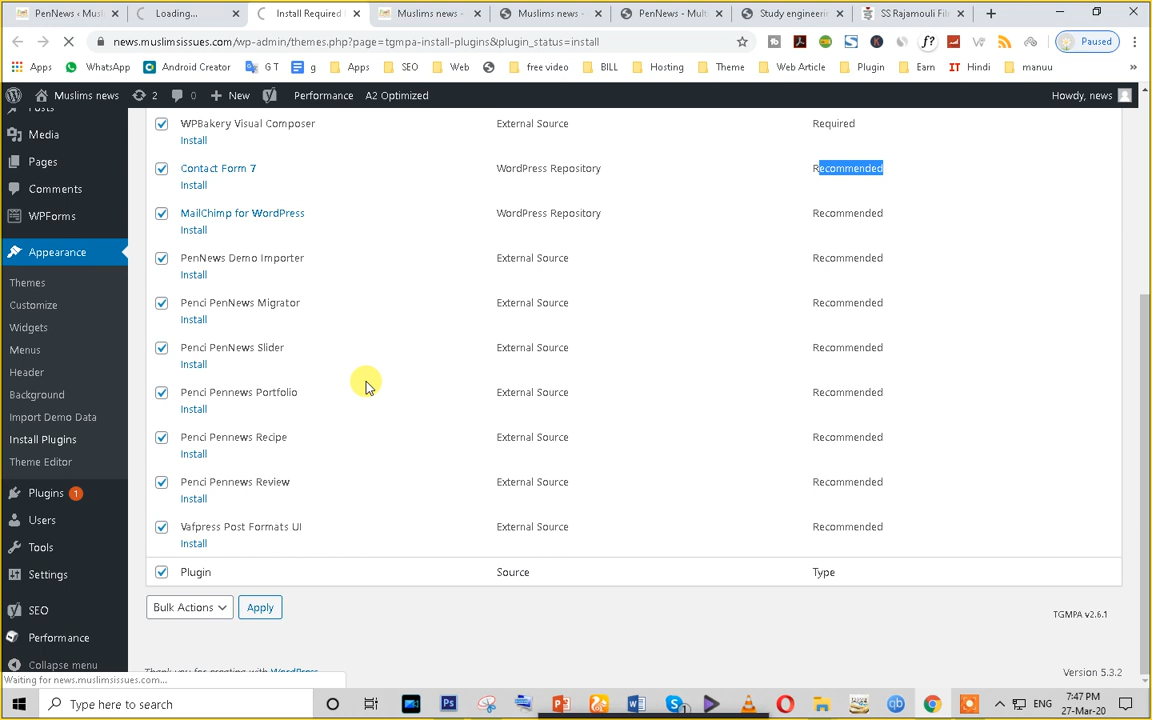 PenNews ‹ Mus
Loading...
Install Required
Muslims news -
Muslims news -
PenNews - Mult
Study engineeri
SS Rajamouli Fil
news.muslimsissues.com/wp-admin/themes.php?page=tgmpa-install-plugins&plugin_status=install
Paused
Apps
WhatsApp
Android Creator
G T
g
Apps
SEO
Web
free video
BILL
Hosting
Theme
Web Article
Plugin
Earn
Hindi
manuu
Muslims news
2
0
New
Performance
A2 Optimized
Howdy, news
Posts
Media
Pages
Comments
WPForms
Appearance
Themes
Customize
Widgets
Menus
Header
Background
Import Demo Data
Install Plugins
Theme Editor
Plugins 1
Users
Tools
Settings
SEO
Performance
Collapse menu
WPBakery Visual Composer External Source Required
Install
Contact Form 7 WordPress Repository Recommended
Install
MailChimp for WordPress WordPress Repository Recommended
Install
PenNews Demo Importer External Source Recommended
Install
Penci PenNews Migrator External Source Recommended
Install
Penci PenNews Slider External Source Recommended
Install
Penci Pennews Portfolio External Source Recommended
Install
Penci Pennews Recipe External Source Recommended
Install
Penci Pennews Review External Source Recommended
Install
Vafpress Post Formats UI External Source Recommended
Install
Plugin Source Type
Bulk Actions Apply
TGMPA v2.6.1
Thank you for creating with WordPress
Version 5.3.2
Waiting for news.muslimsissues.com...
Type here to search
ENG
7:47 PM
27-Mar-20